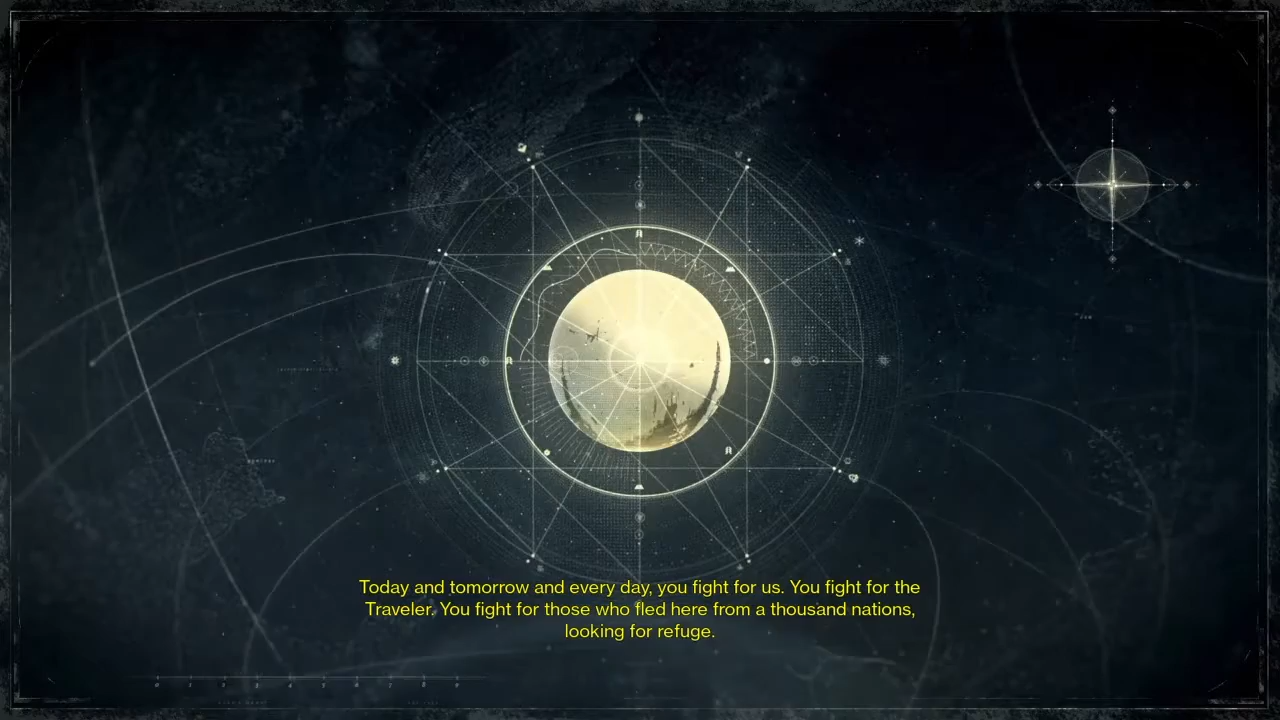 Today and tomorrow and every day, you fight for us. You fight for the
Traveler. You fight for those who fled here from a thousand nations,
looking for refuge.